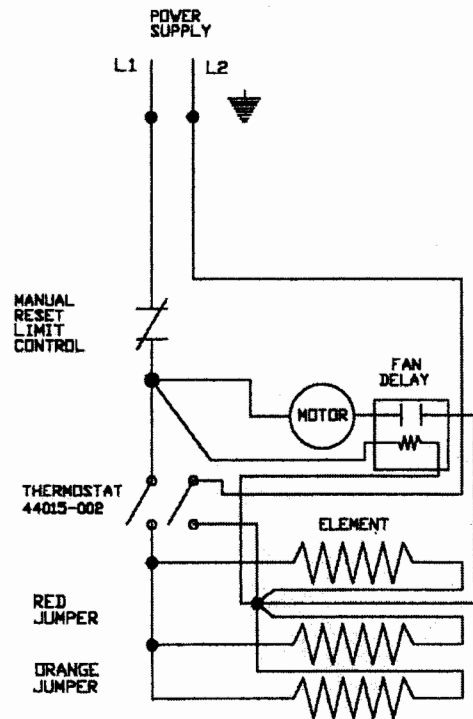 POWER
SUPPLY
L1
L2
MANUAL
RESET
LIMIT
CONTROL
FAN
DELAY
MOTOR
THERMOSTAT
44015-002
ELEMENT
RED
JUMPER
ORANGE
JUMPER